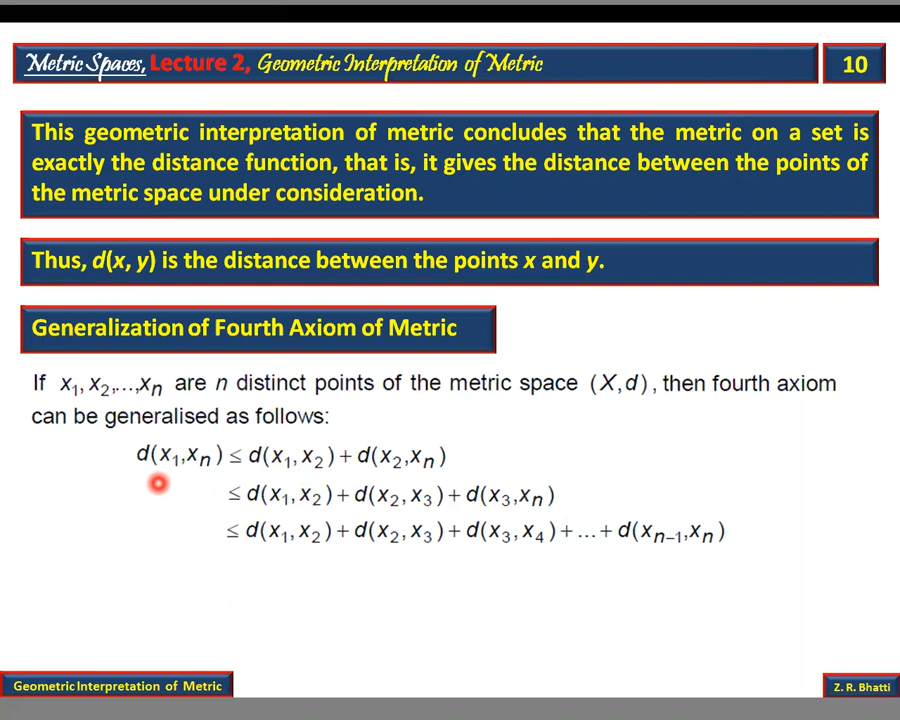 Metric Spaces, Lecture 2, Geometric Interpretation of Metric
10
This geometric interpretation of metric concludes that the metric on a set is
exactly the distance function, that is, it gives the distance between the points of
the metric space under consideration.
Thus, d(x, y) is the distance between the points x and y.
Generalization of Fourth Axiom of Metric
If x₁, x₂,...,xₙ are n distinct points of the metric space (X,d), then fourth axiom
can be generalised as follows:
d(x₁,xₙ) ≤ d(x₁,x₂) + d(x₂,xₙ)
≤ d(x₁,x₂) + d(x₂,x₃) + d(x₃,xₙ)
≤ d(x₁,x₂) + d(x₂,x₃) + d(x₃,x₄) + ... + d(xₙ₋₁,xₙ)
Geometric Interpretation of Metric
Z. R. Bhatti